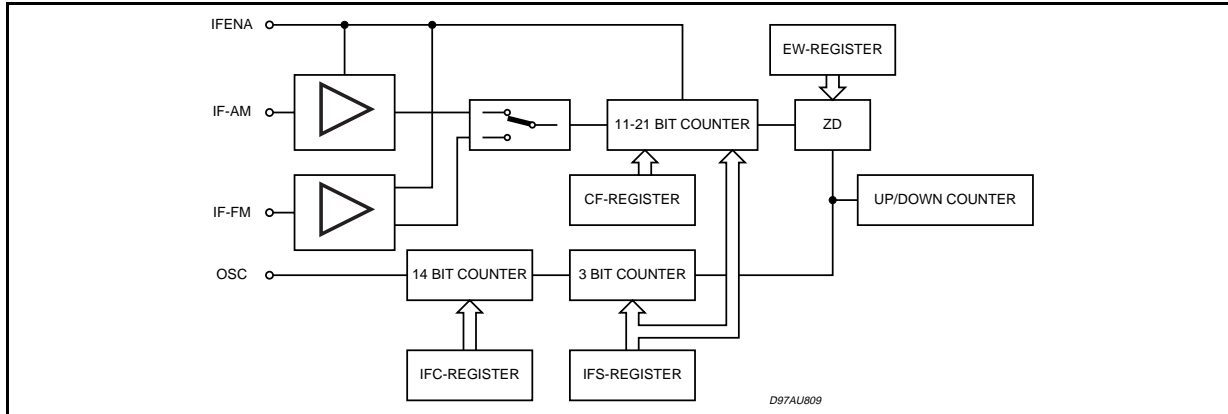 IFENA
EW-REGISTER
IF-AM
11-21 BIT COUNTER
ZD
CF-REGISTER
UP/DOWN COUNTER
IF-FM
OSC
14 BIT COUNTER
3 BIT COUNTER
IFC-REGISTER
IFS-REGISTER
D97AU809